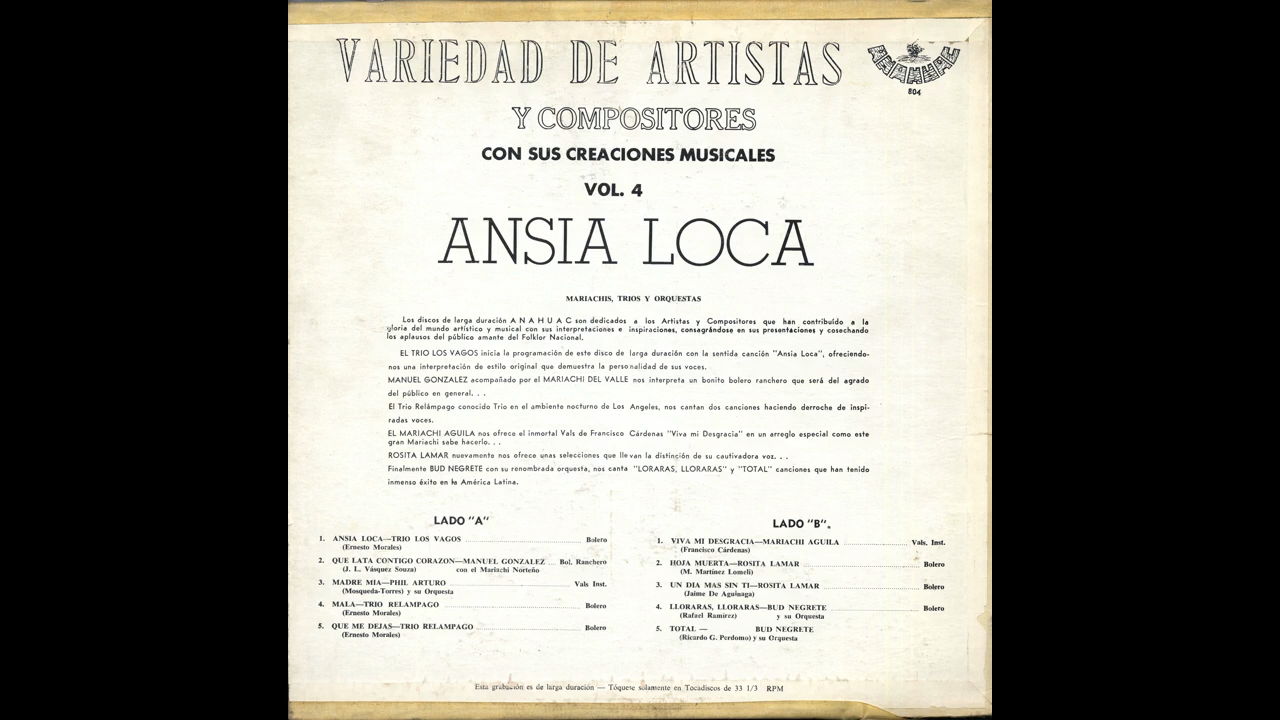 VARIEDAD DE ARTISTAS
ANAHUAC
804
Y COMPOSITORES
CON SUS CREACIONES MUSICALES
VOL. 4
ANSIA LOCA
MARIACHIS, TRIOS Y ORQUESTAS
Los discos de larga duración A N A H U A C son dedicados a los Artistas y Compositores que han contribuído a la
gloria del mundo artístico y musical con sus interpretaciones e inspiraciones, consagrándose en sus presentaciones y cosechando
los aplausos del público amante del Folklor Nacional.
EL TRIO LOS VAGOS inicia la programación de este disco de larga duración con la sentida canción "Ansia Loca", ofreciendo-
nos una interpretación de estilo original que demuestra la personalidad de sus voces.
MANUEL GONZALEZ acompañado por el MARIACHI DEL VALLE nos interpreta un bonito bolero ranchero que será del agrado
del público en general. . .
El Trio Relámpago conocido Trio en el ambiente nocturno de Los Angeles, nos cantan dos canciones haciendo derroche de inspi-
radas voces.
EL MARIACHI AGUILA nos ofrece el inmortal Vals de Francisco Cárdenas "Viva mi Desgracia" en un arreglo especial como este
gran Mariachi sabe hacerlo. . .
ROSITA LAMAR nuevamente nos ofrece unas selecciones que llevan la distinción de su cautivadora voz. . .
Finalmente BUD NEGRETE con su renombrada orquesta, nos canta "LORARAS, LLORARAS" y "TOTAL" canciones que han tenido
inmenso éxito en la América Latina.
LADO "A"
1. ANSIA LOCA—TRIO LOS VAGOS Bolero
(Ernesto Morales)
2. QUE LATA CONTIGO CORAZON—MANUEL GONZALEZ Bol. Ranchero
(J. L. Vásquez Souza) con el Mariachi Norteño
3. MADRE MIA—PHIL ARTURO Vals Inst.
(Mosqueda-Torres) y su Orquesta
4. MALA—TRIO RELAMPAGO Bolero
(Ernesto Morales)
5. QUE ME DEJAS—TRIO RELAMPAGO Bolero
(Ernesto Morales)
LADO "B".
1. VIVA MI DESGRACIA—MARIACHI AGUILA Vals. Inst.
(Francisco Cárdenas)
2. HOJA MUERTA—ROSITA LAMAR Bolero
(M. Martínez Lomelí)
3. UN DIA MAS SIN TI—ROSITA LAMAR Bolero
(Jaime De Aguinaga)
4. LLORARAS, LLORARAS—BUD NEGRETE Bolero
(Rafael Ramírez) y su Orquesta
5. TOTAL — BUD NEGRETE
(Ricardo G. Perdomo) y su Orquesta
Esta grabación es de larga duración — Tóquese solamente en Tocadiscos de 33 1/3 RPM